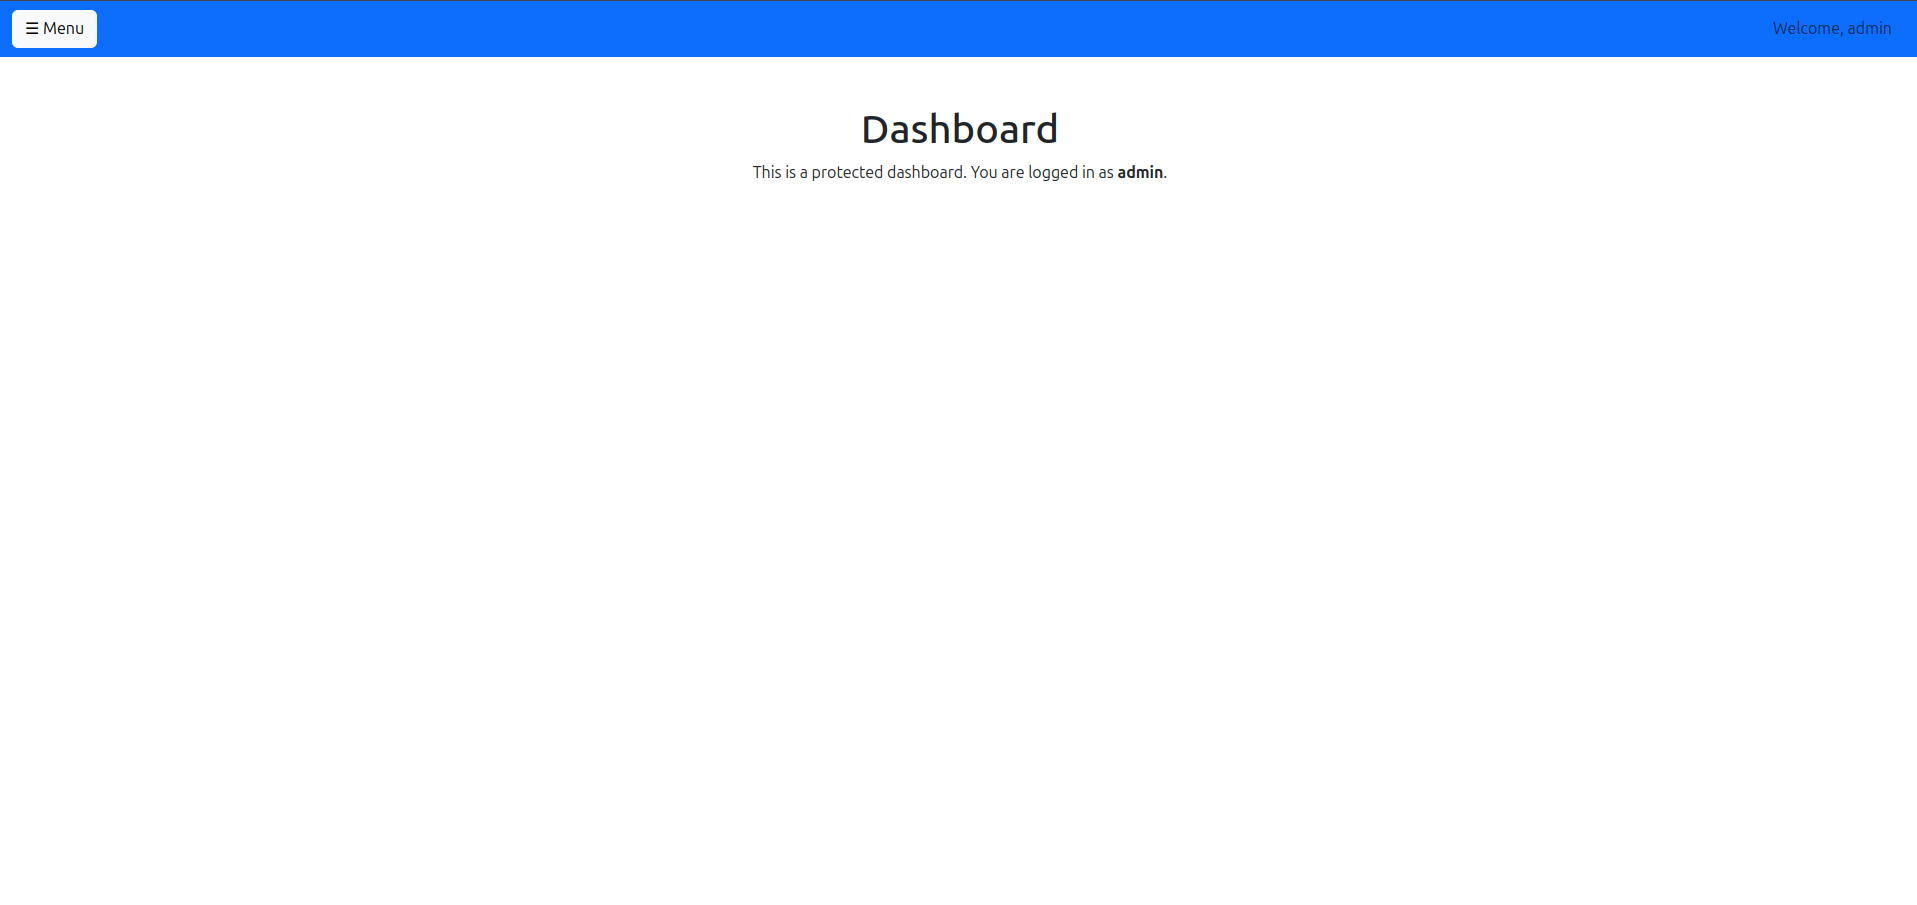 ☰ Menu
Welcome, admin
Dashboard
This is a protected dashboard. You are logged in as admin.